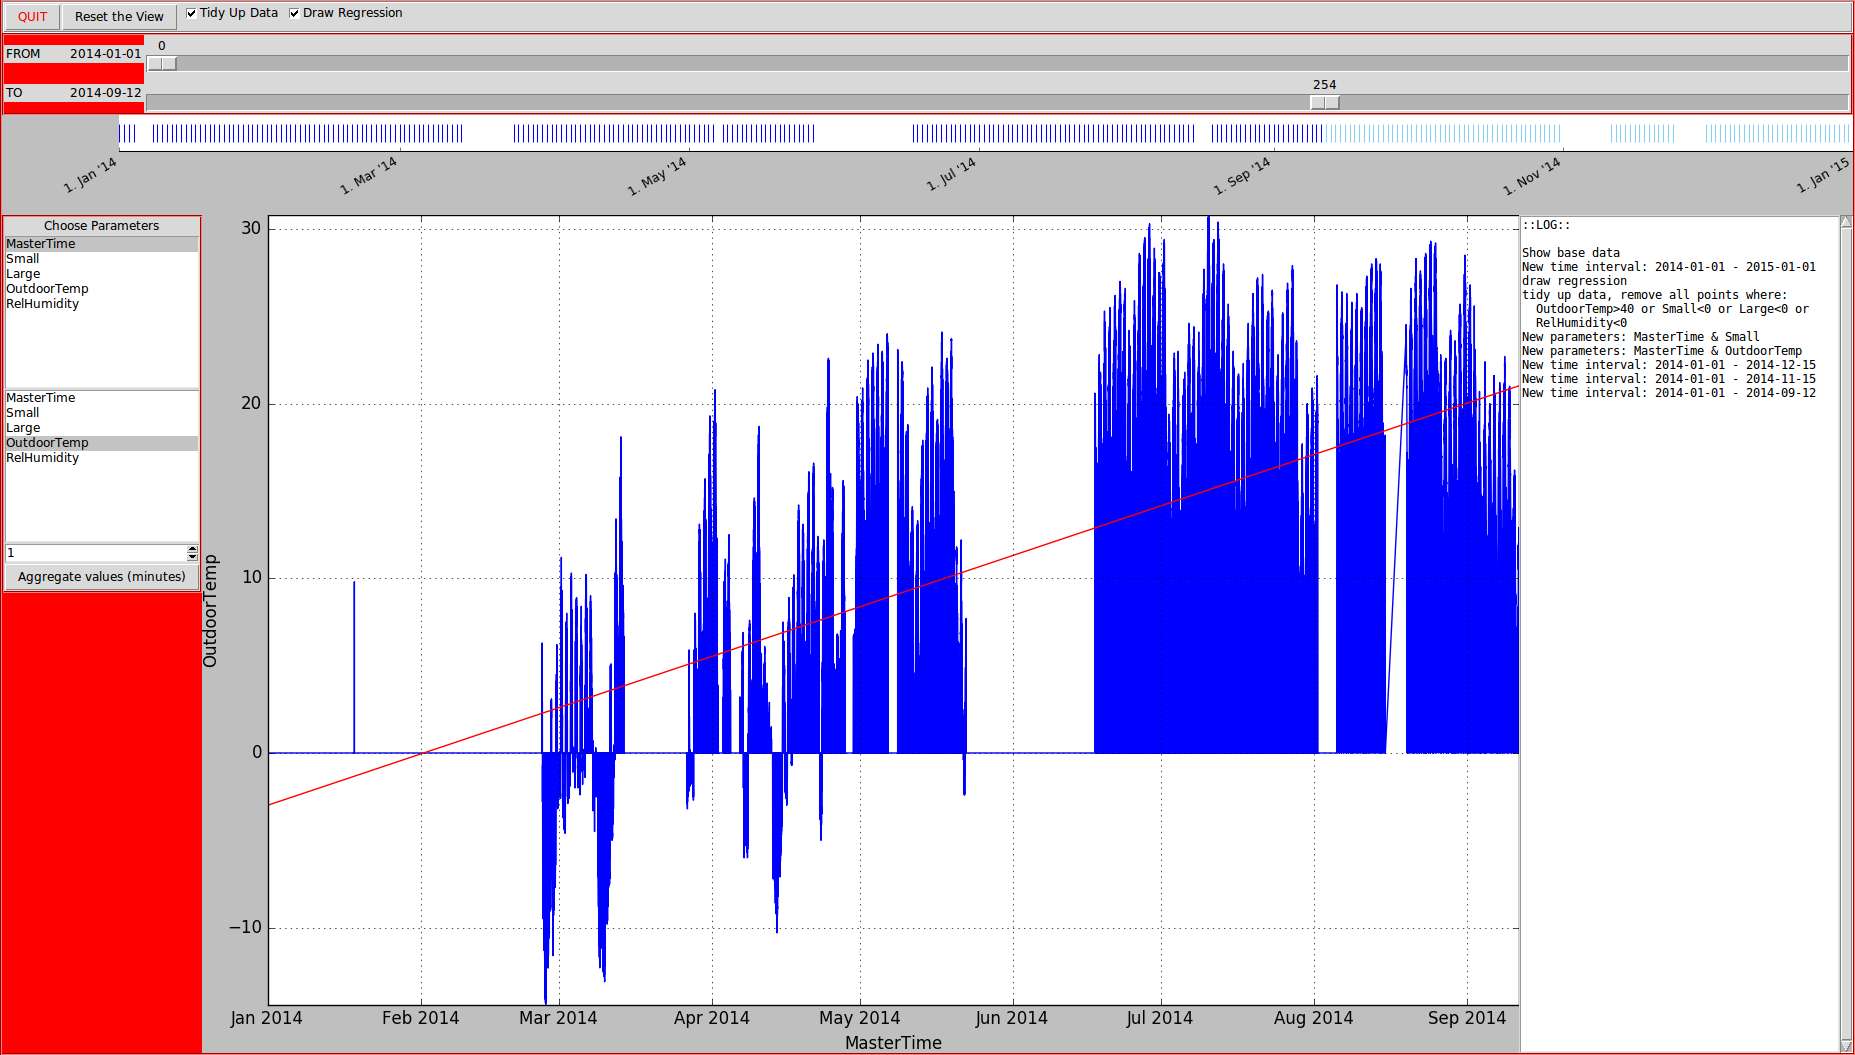 QUIT Reset the View Tidy Up Data Draw Regression
0
FROM 2014-01-01
254
TO 2014-09-12
1. Jan '14 1. Mar '14 1. May '14 1. Jul '14 1. Sep '14 1. Nov '14 1. Jan '15
Choose Parameters
MasterTime
Small
Large
OutdoorTemp
RelHumidity
MasterTime
Small
Large
OutdoorTemp
RelHumidity
1
Aggregate values (minutes)
OutdoorTemp
30
20
10
0
−10
Jan 2014 Feb 2014 Mar 2014 Apr 2014 May 2014 Jun 2014 Jul 2014 Aug 2014 Sep 2014
MasterTime
::LOG::
Show base data
New time interval: 2014-01-01 - 2015-01-01
draw regression
tidy up data, remove all points where:
OutdoorTemp>40 or Small<0 or Large<0 or
RelHumidity<0
New parameters: MasterTime & Small
New parameters: MasterTime & OutdoorTemp
New time interval: 2014-01-01 - 2014-12-15
New time interval: 2014-01-01 - 2014-11-15
New time interval: 2014-01-01 - 2014-09-12